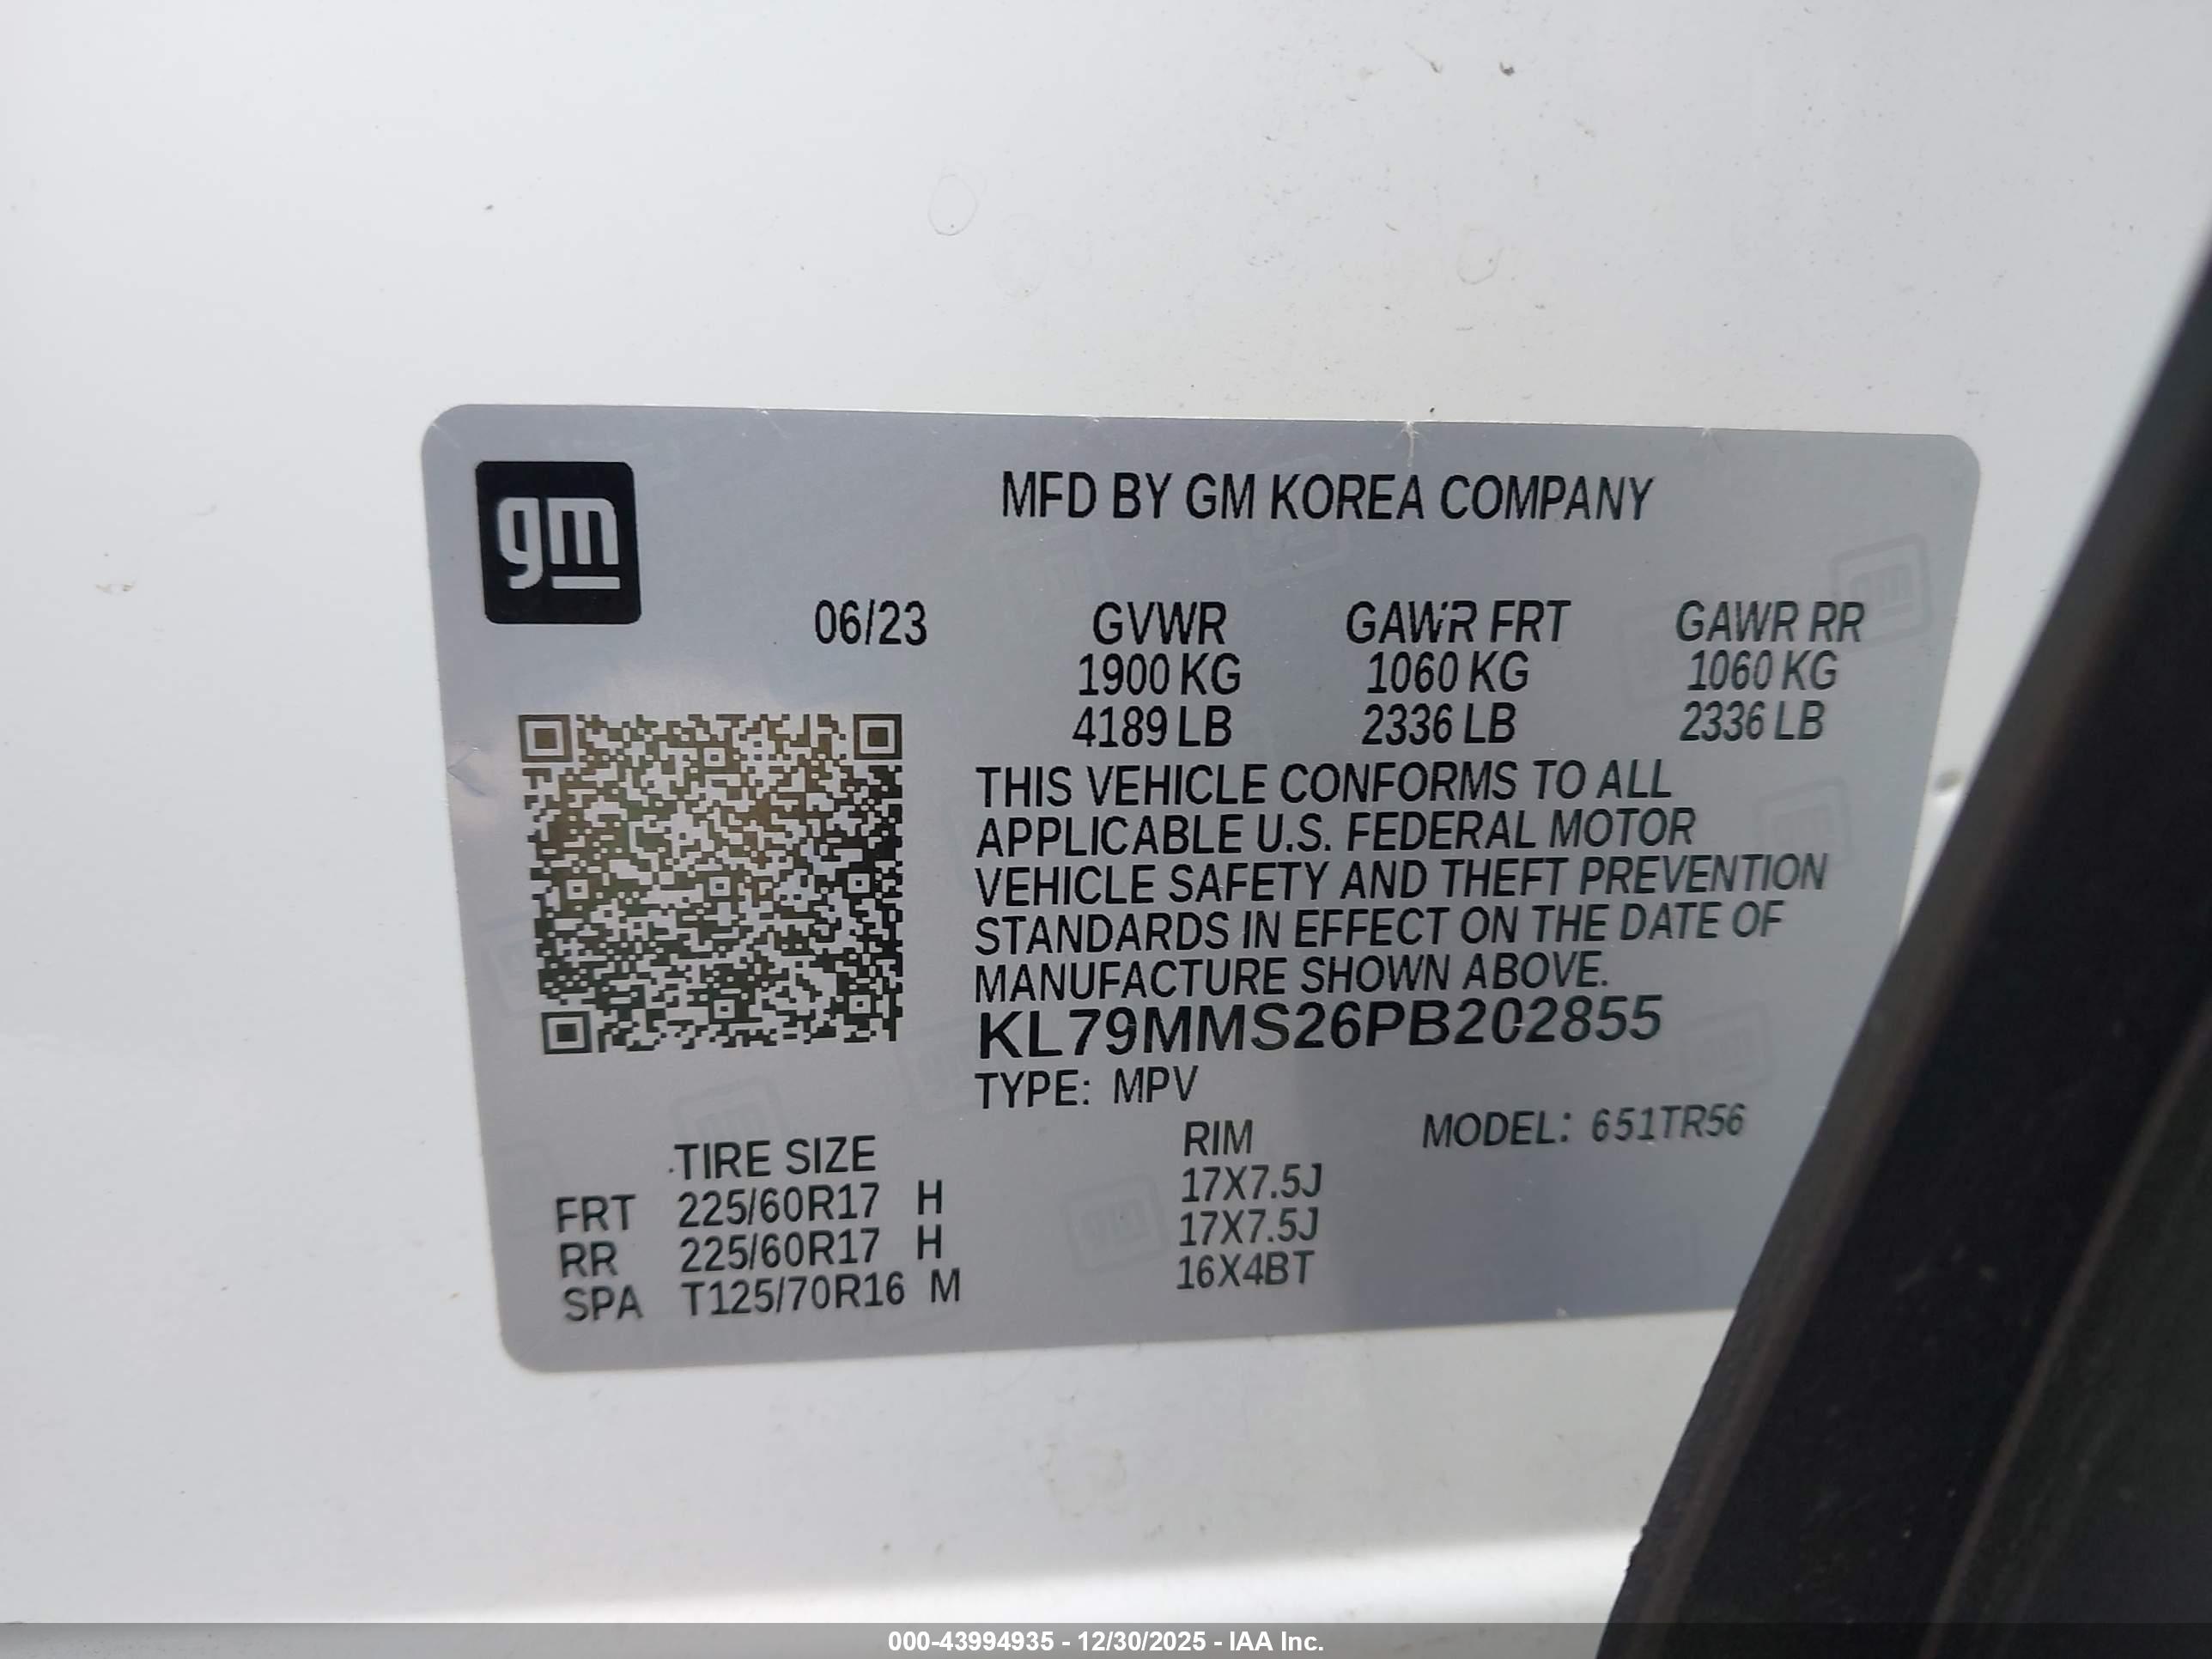 gm
MFD BY GM KOREA COMPANY
06/23 GVWR GAWR FRT GAWR RR
1900 KG 1060 KG 1060 KG
4189 LB 2336 LB 2336 LB
THIS VEHICLE CONFORMS TO ALL
APPLICABLE U.S. FEDERAL MOTOR
VEHICLE SAFETY AND THEFT PREVENTION
STANDARDS IN EFFECT ON THE DATE OF
MANUFACTURE SHOWN ABOVE.
KL79MMS26PB202855
TYPE: MPV
MODEL: 651TR56
TIRE SIZE RIM
FRT 225/60R17 H 17X7.5J
RR 225/60R17 H 17X7.5J
SPA T125/70R16 M 16X4BT
000-43994935 - 12/30/2025 - IAA Inc.